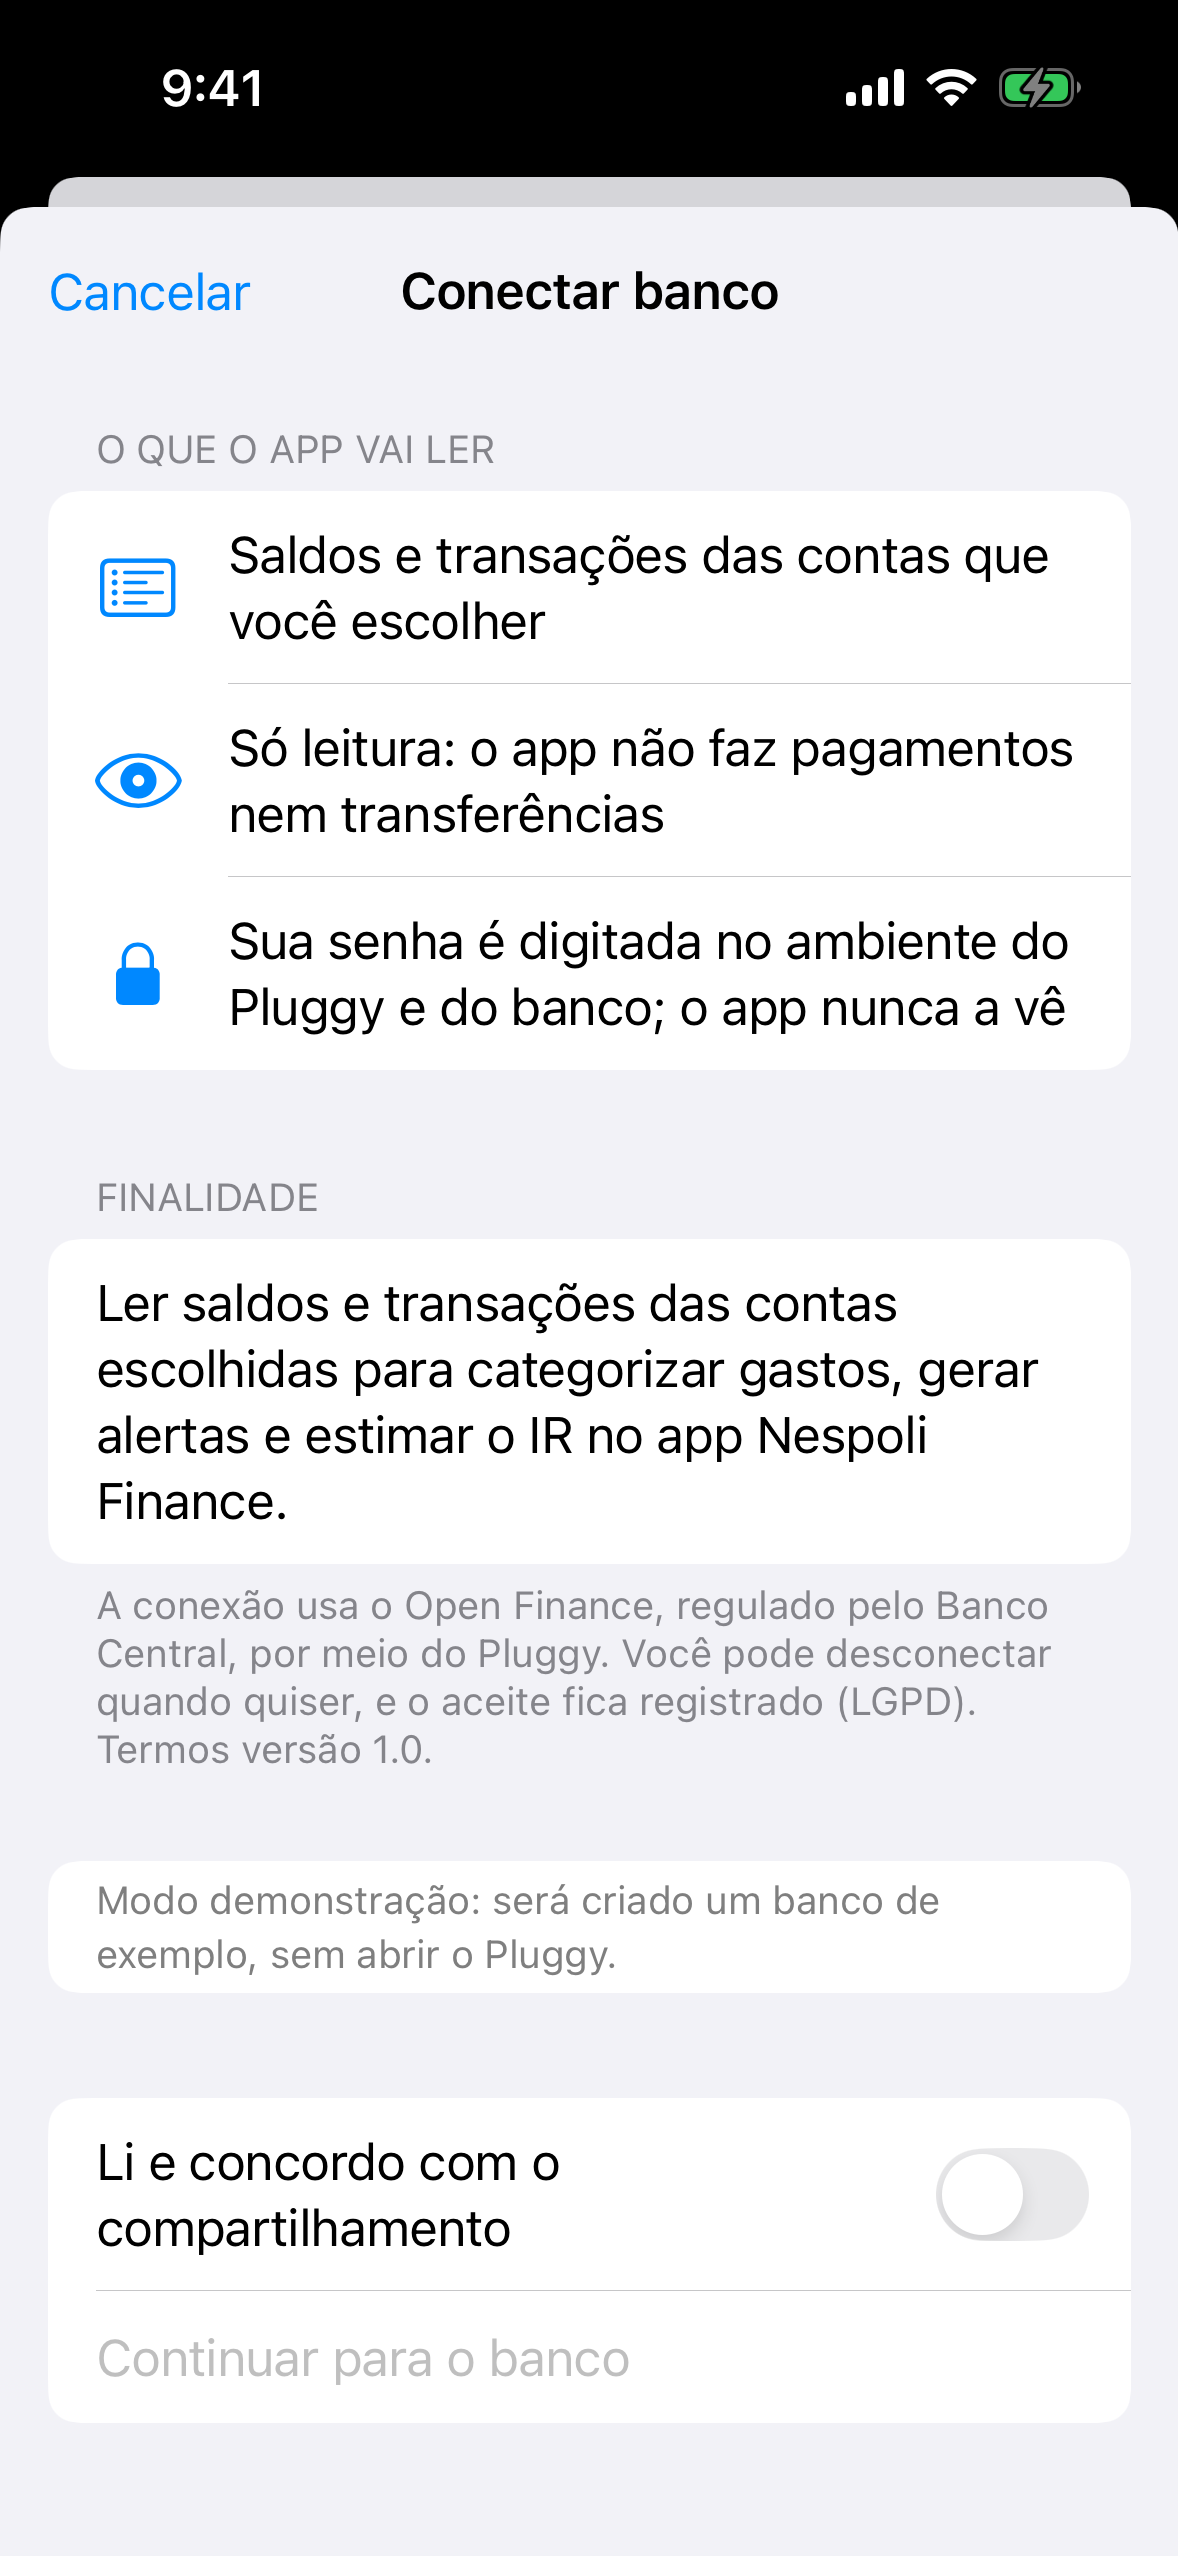 9:41
Cancelar
Conectar banco
O QUE O APP VAI LER
Saldos e transações das contas que
você escolher
Só leitura: o app não faz pagamentos
nem transferências
Sua senha é digitada no ambiente do
Pluggy e do banco; o app nunca a vê
FINALIDADE
Ler saldos e transações das contas
escolhidas para categorizar gastos, gerar
alertas e estimar o IR no app Nespoli
Finance.
A conexão usa o Open Finance, regulado pelo Banco
Central, por meio do Pluggy. Você pode desconectar
quando quiser, e o aceite fica registrado (LGPD).
Termos versão 1.0.
Modo demonstração: será criado um banco de
exemplo, sem abrir o Pluggy.
Li e concordo com o
compartilhamento
Continuar para o banco